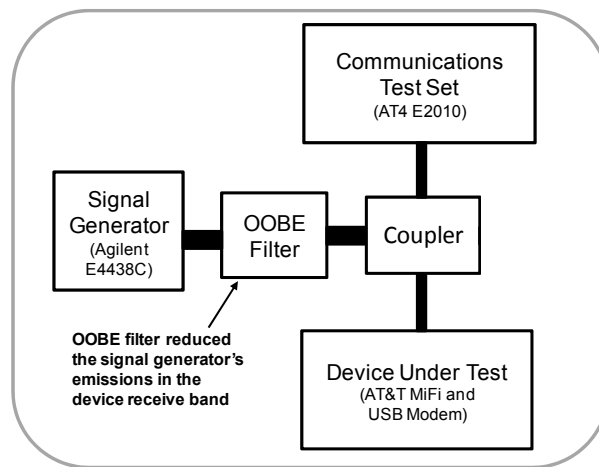 Communications
Test Set
(AT4 E2010)
Signal
Generator
(Agilent
E4438C)
OOBE
Filter
Coupler
OOBE filter reduced
the signal generator's
emissions in the
device receive band
Device Under Test
(AT&T MiFi and
USB Modem)